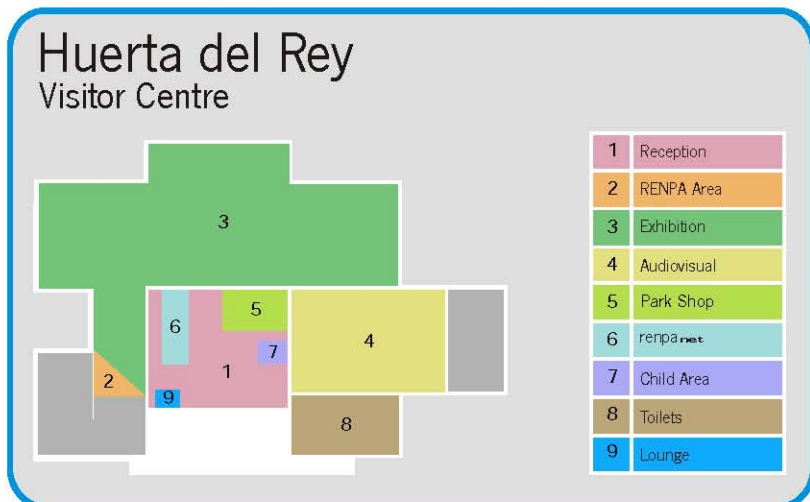 Huerta del Rey
Visitor Centre
3
6
5
7
1
9
2
4
8
1 Reception
2 RENPA Area
3 Exhibition
4 Audiovisual
5 Park Shop
6 renpanet
7 Child Area
8 Toilets
9 Lounge